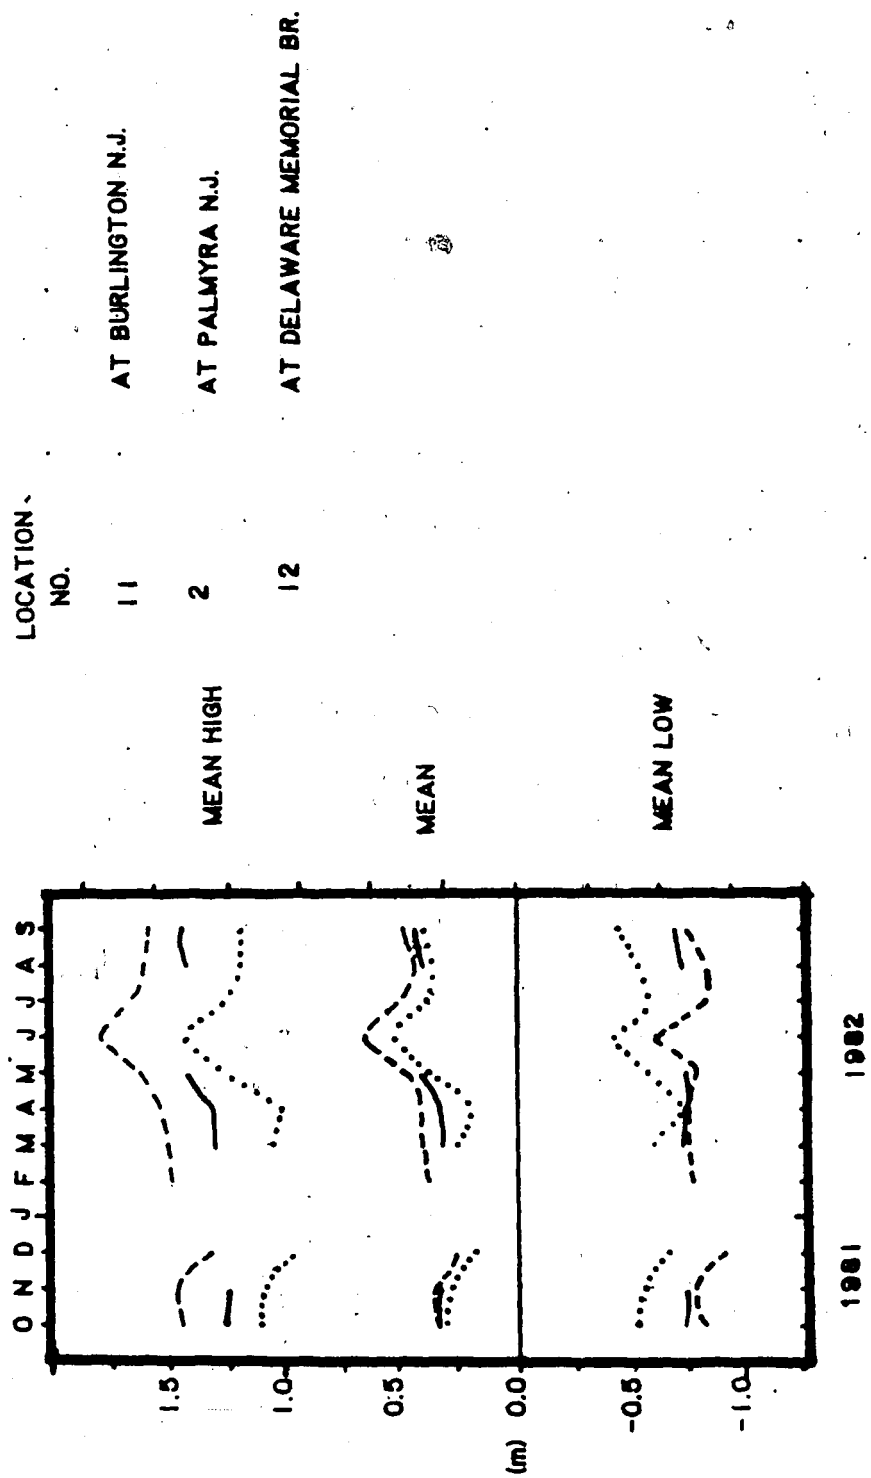 LOCATION
NO.
11 AT BURLINGTON N.J.
2 AT PALMYRA N.J.
12 AT DELAWARE MEMORIAL BR.
O N D J F M A M J J A S
1.5
1.0
0.5
(m) 0.0
-0.5
-1.0
MEAN HIGH
MEAN
MEAN LOW
1981 1982